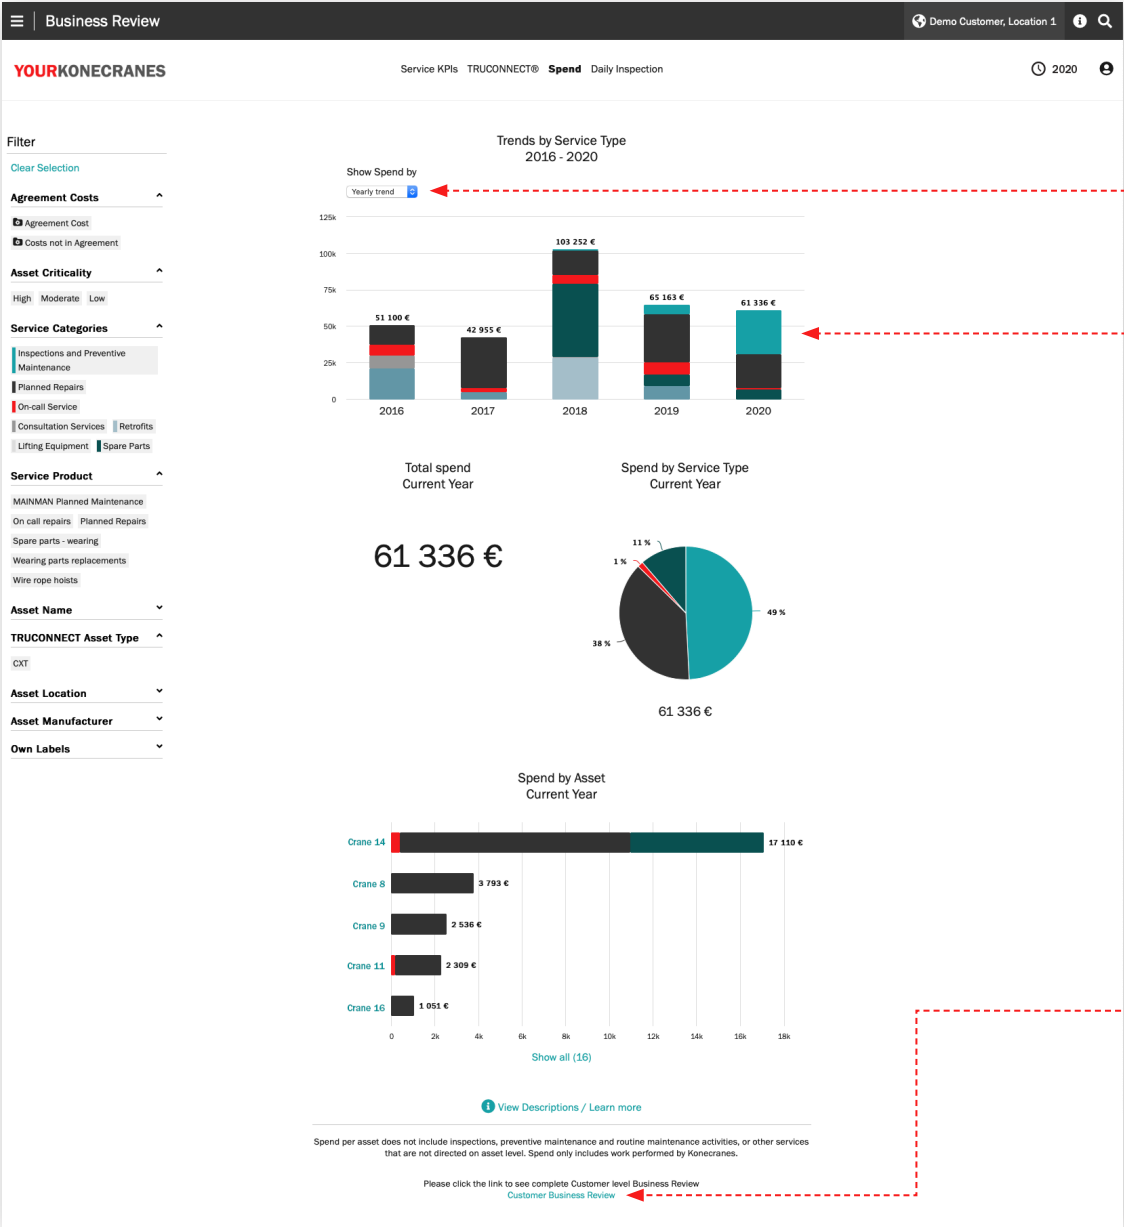 Business Review
Demo Customer, Location 1
YOURKONECRANES
Service KPIs TRUCONNECT® Spend Daily Inspection
2020
Filter
Clear Selection
Agreement Costs
Agreement Cost
Costs not in Agreement
Asset Criticality
High Moderate Low
Service Categories
Inspections and Preventive
Maintenance
Planned Repairs
On-call Service
Consultation Services Retrofits
Lifting Equipment Spare Parts
Service Product
MAINMAN Planned Maintenance
On call repairs Planned Repairs
Spare parts - wearing
Wearing parts replacements
Wire rope hoists
Asset Name
TRUCONNECT Asset Type
CXT
Asset Location
Asset Manufacturer
Own Labels
Trends by Service Type
2016 - 2020
Show Spend by
Yearly trend
125k
100k
75k
50k
25k
0
51 100 €
42 955 €
103 252 €
65 163 €
61 336 €
2016 2017 2018 2019 2020
Total spend
Current Year
61 336 €
Spend by Service Type
Current Year
11 %
1 %
49 %
38 %
61 336 €
Spend by Asset
Current Year
Crane 14 17 110 €
Crane 8 3 793 €
Crane 9 2 536 €
Crane 11 2 309 €
Crane 16 1 051 €
0 2k 4k 6k 8k 10k 12k 14k 16k 18k
Show all (16)
View Descriptions / Learn more
Spend per asset does not include inspections, preventive maintenance and routine maintenance activities, or other services
that are not directed on asset level. Spend only includes work performed by Konecranes.
Please click the link to see complete Customer level Business Review
Customer Business Review